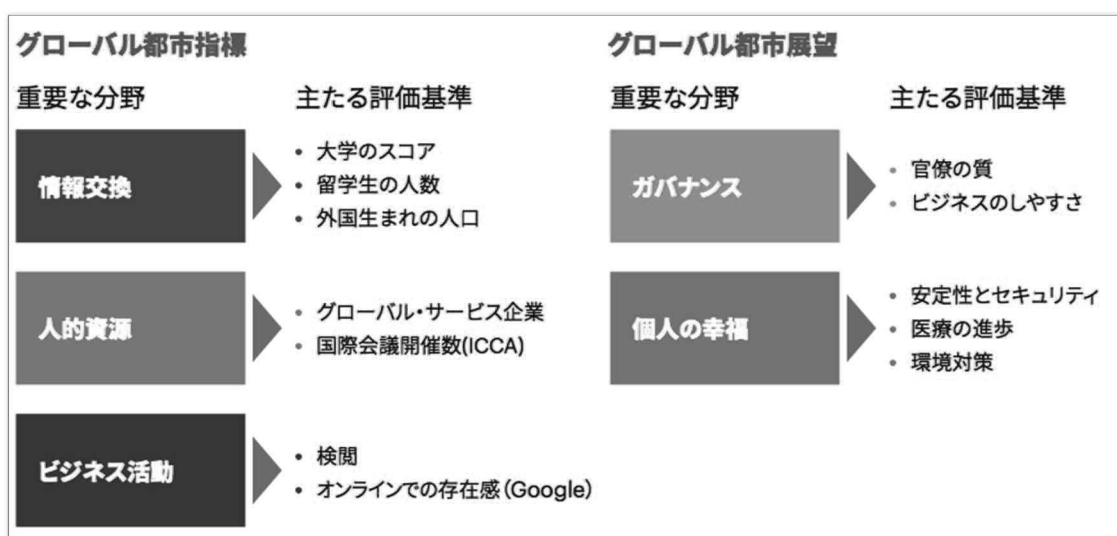 グローバル都市指標
重要な分野
主たる評価基準
情報交換
• 大学のスコア
• 留学生の人数
• 外国生まれの人口
人的資源
• グローバル・サービス企業
• 国際会議開催数(ICCA)
ビジネス活動
• 検閲
• オンラインでの存在感(Google)
グローバル都市展望
重要な分野
主たる評価基準
ガバナンス
• 官僚の質
• ビジネスのしやすさ
個人の幸福
• 安定性とセキュリティ
• 医療の進歩
• 環境対策